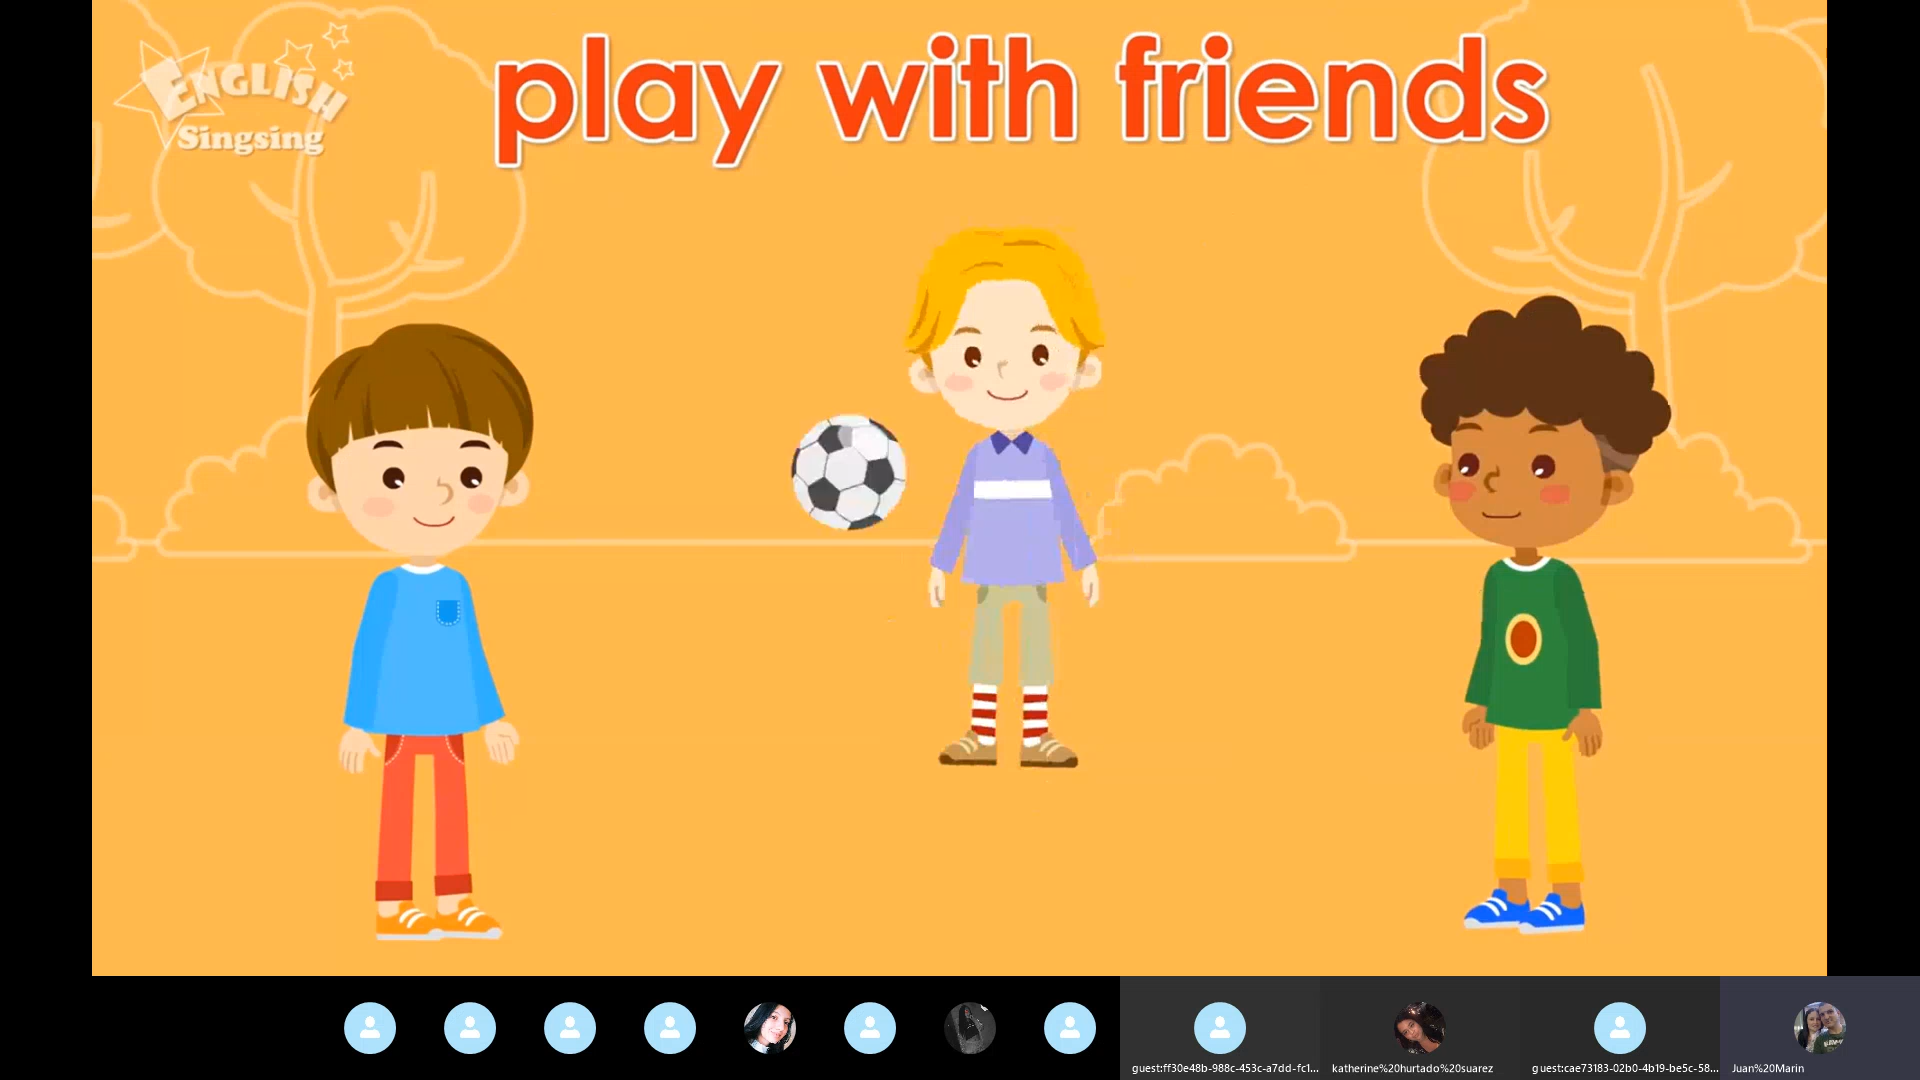 ENGLISH
Singsing
play with friends
guest:ff30e48b-988c-453c-a7dd-fc1...
katherine%20hurtado%20suarez
guest:cae73183-02b0-4b19-be5c-58...
Juan%20Marin